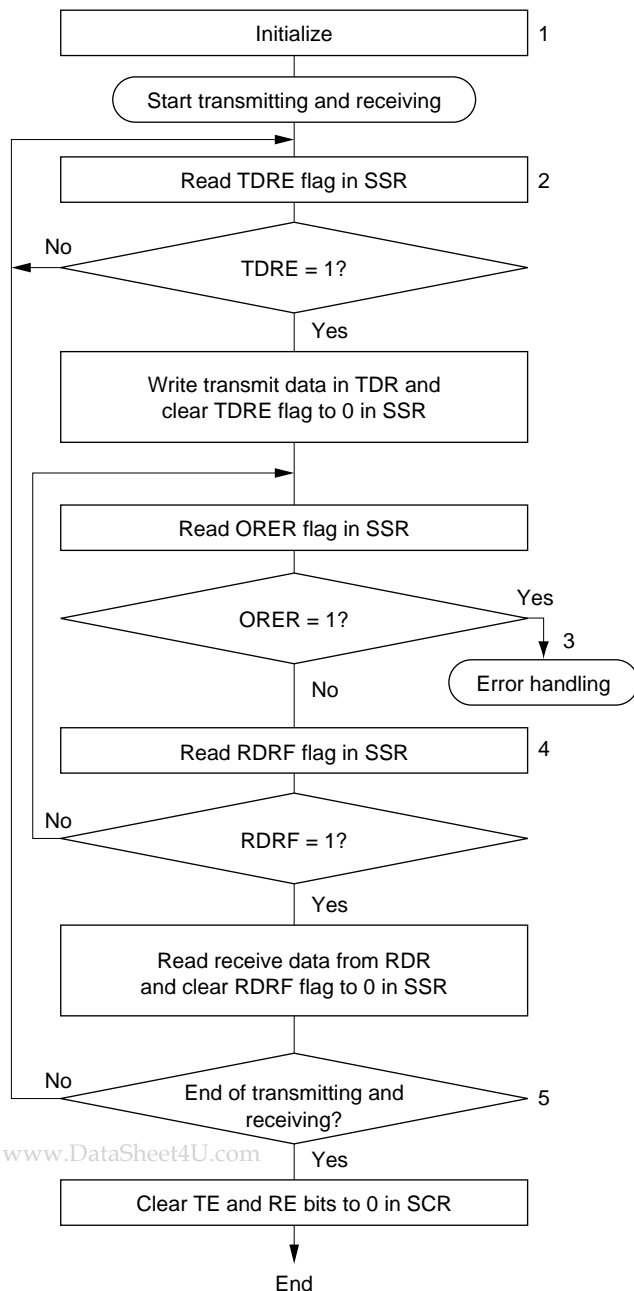 Initialize
1
Start transmitting and receiving
Read TDRE flag in SSR
2
No
TDRE = 1?
Yes
Write transmit data in TDR and
clear TDRE flag to 0 in SSR
Read ORER flag in SSR
Yes
ORER = 1?
3
Error handling
No
Read RDRF flag in SSR
4
No
RDRF = 1?
Yes
Read receive data from RDR
and clear RDRF flag to 0 in SSR
No
End of transmitting and
receiving?
5
www.DataSheet4U.com
Yes
Clear TE and RE bits to 0 in SCR
End